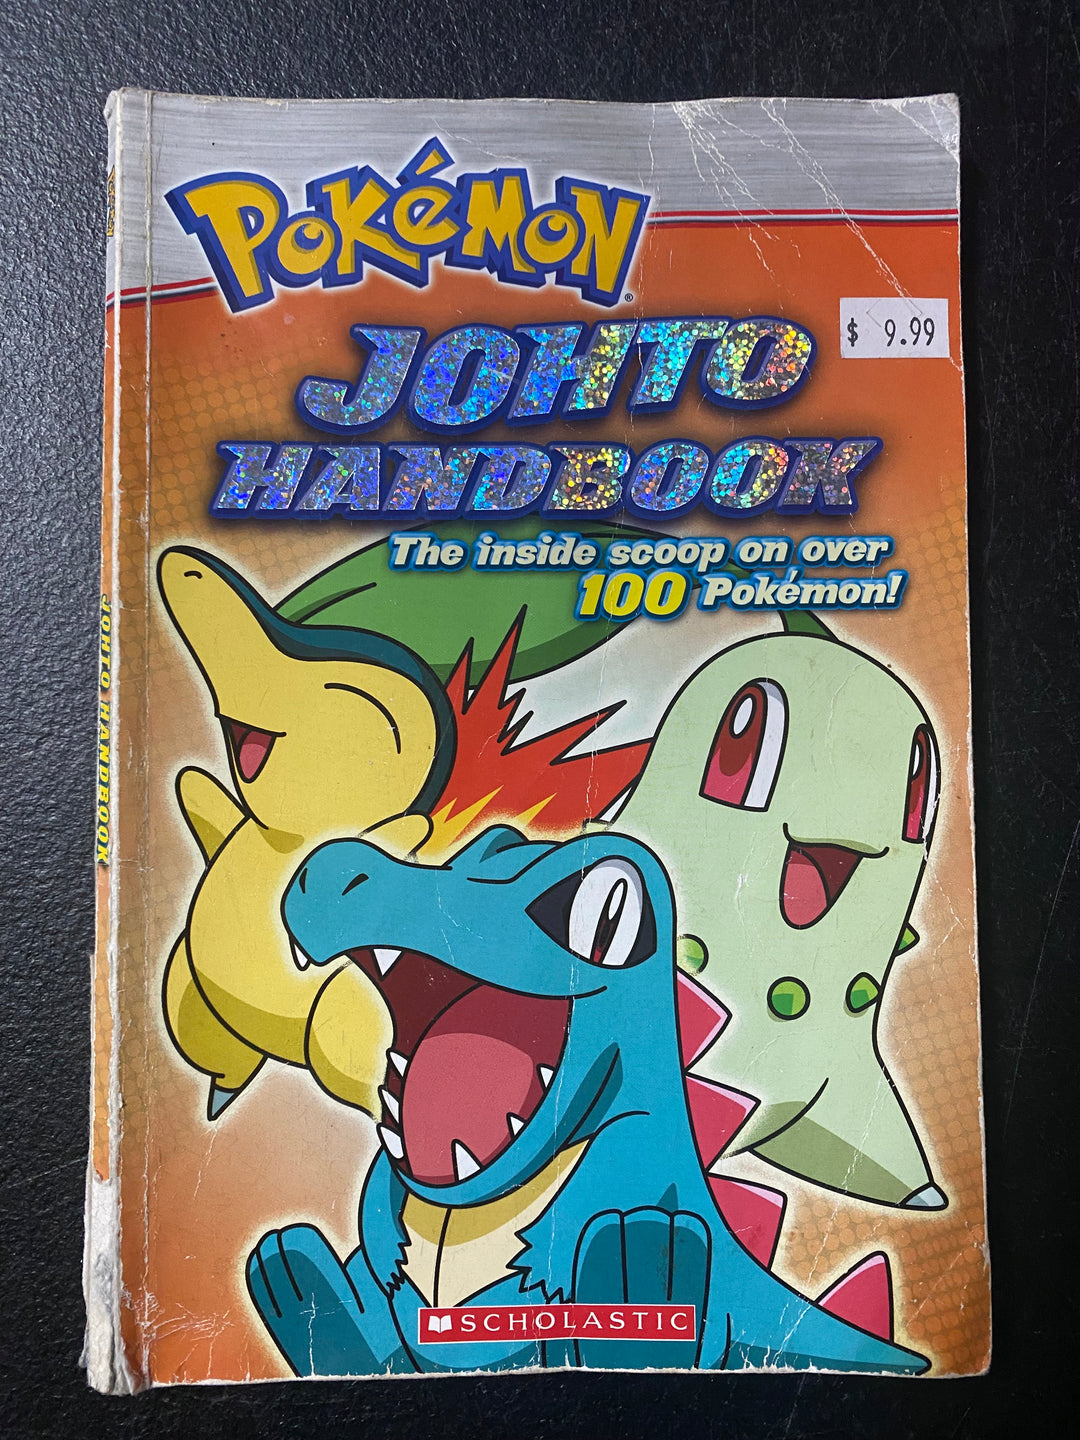 POKéMON®
$ 9.99
JOHTO
HANDBOOK
The inside scoop on over
100 Pokémon!
JOHTO HANDBOOK
SCHOLASTIC